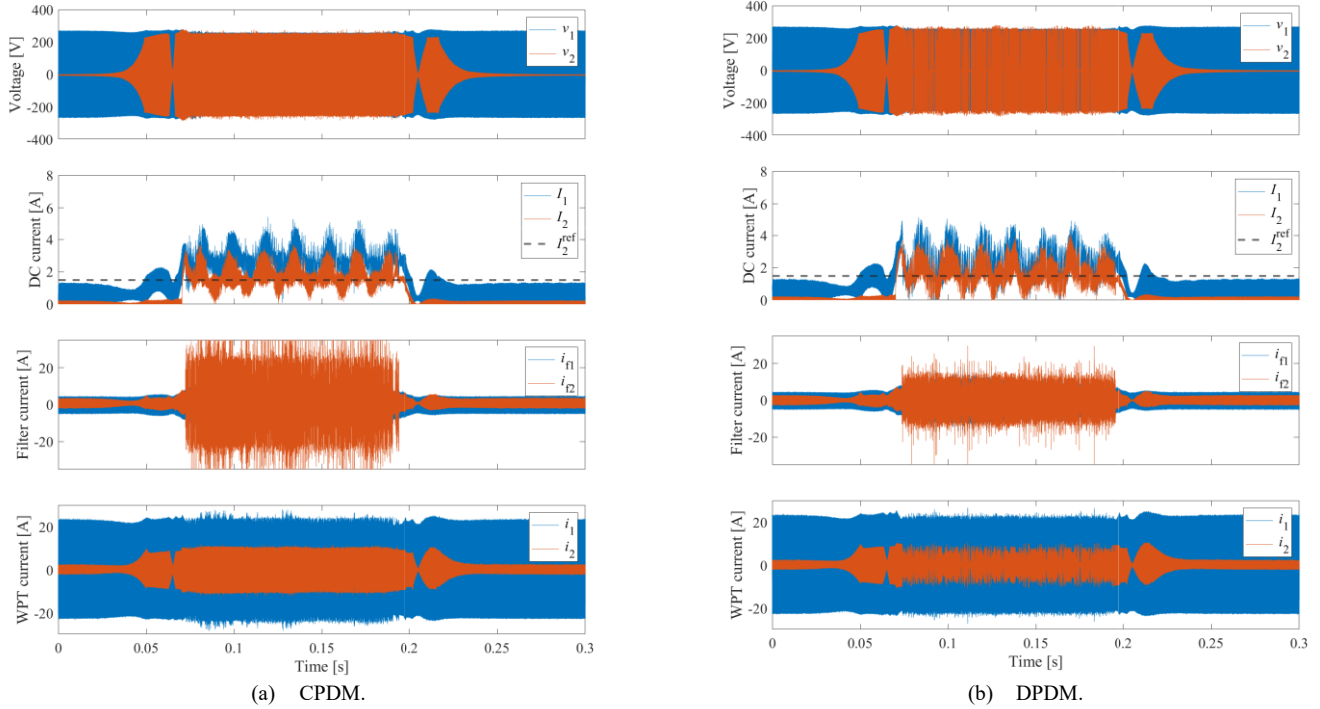 400
200
0
-200
-400
Voltage [V]
v1
v2
8
6
4
2
0
DC current [A]
I1
I2
I2^ref
20
0
-20
Filter current [A]
if1
if2
20
0
-20
WPT current [A]
i1
i2
0 0.05 0.1 0.15 0.2 0.25 0.3
Time [s]
(a) CPDM.
400
200
0
-200
-400
Voltage [V]
v1
v2
8
6
4
2
0
DC current [A]
I1
I2
I2^ref
20
0
-20
Filter current [A]
if1
if2
20
0
-20
WPT current [A]
i1
i2
0 0.05 0.1 0.15 0.2 0.25 0.3
Time [s]
(b) DPDM.